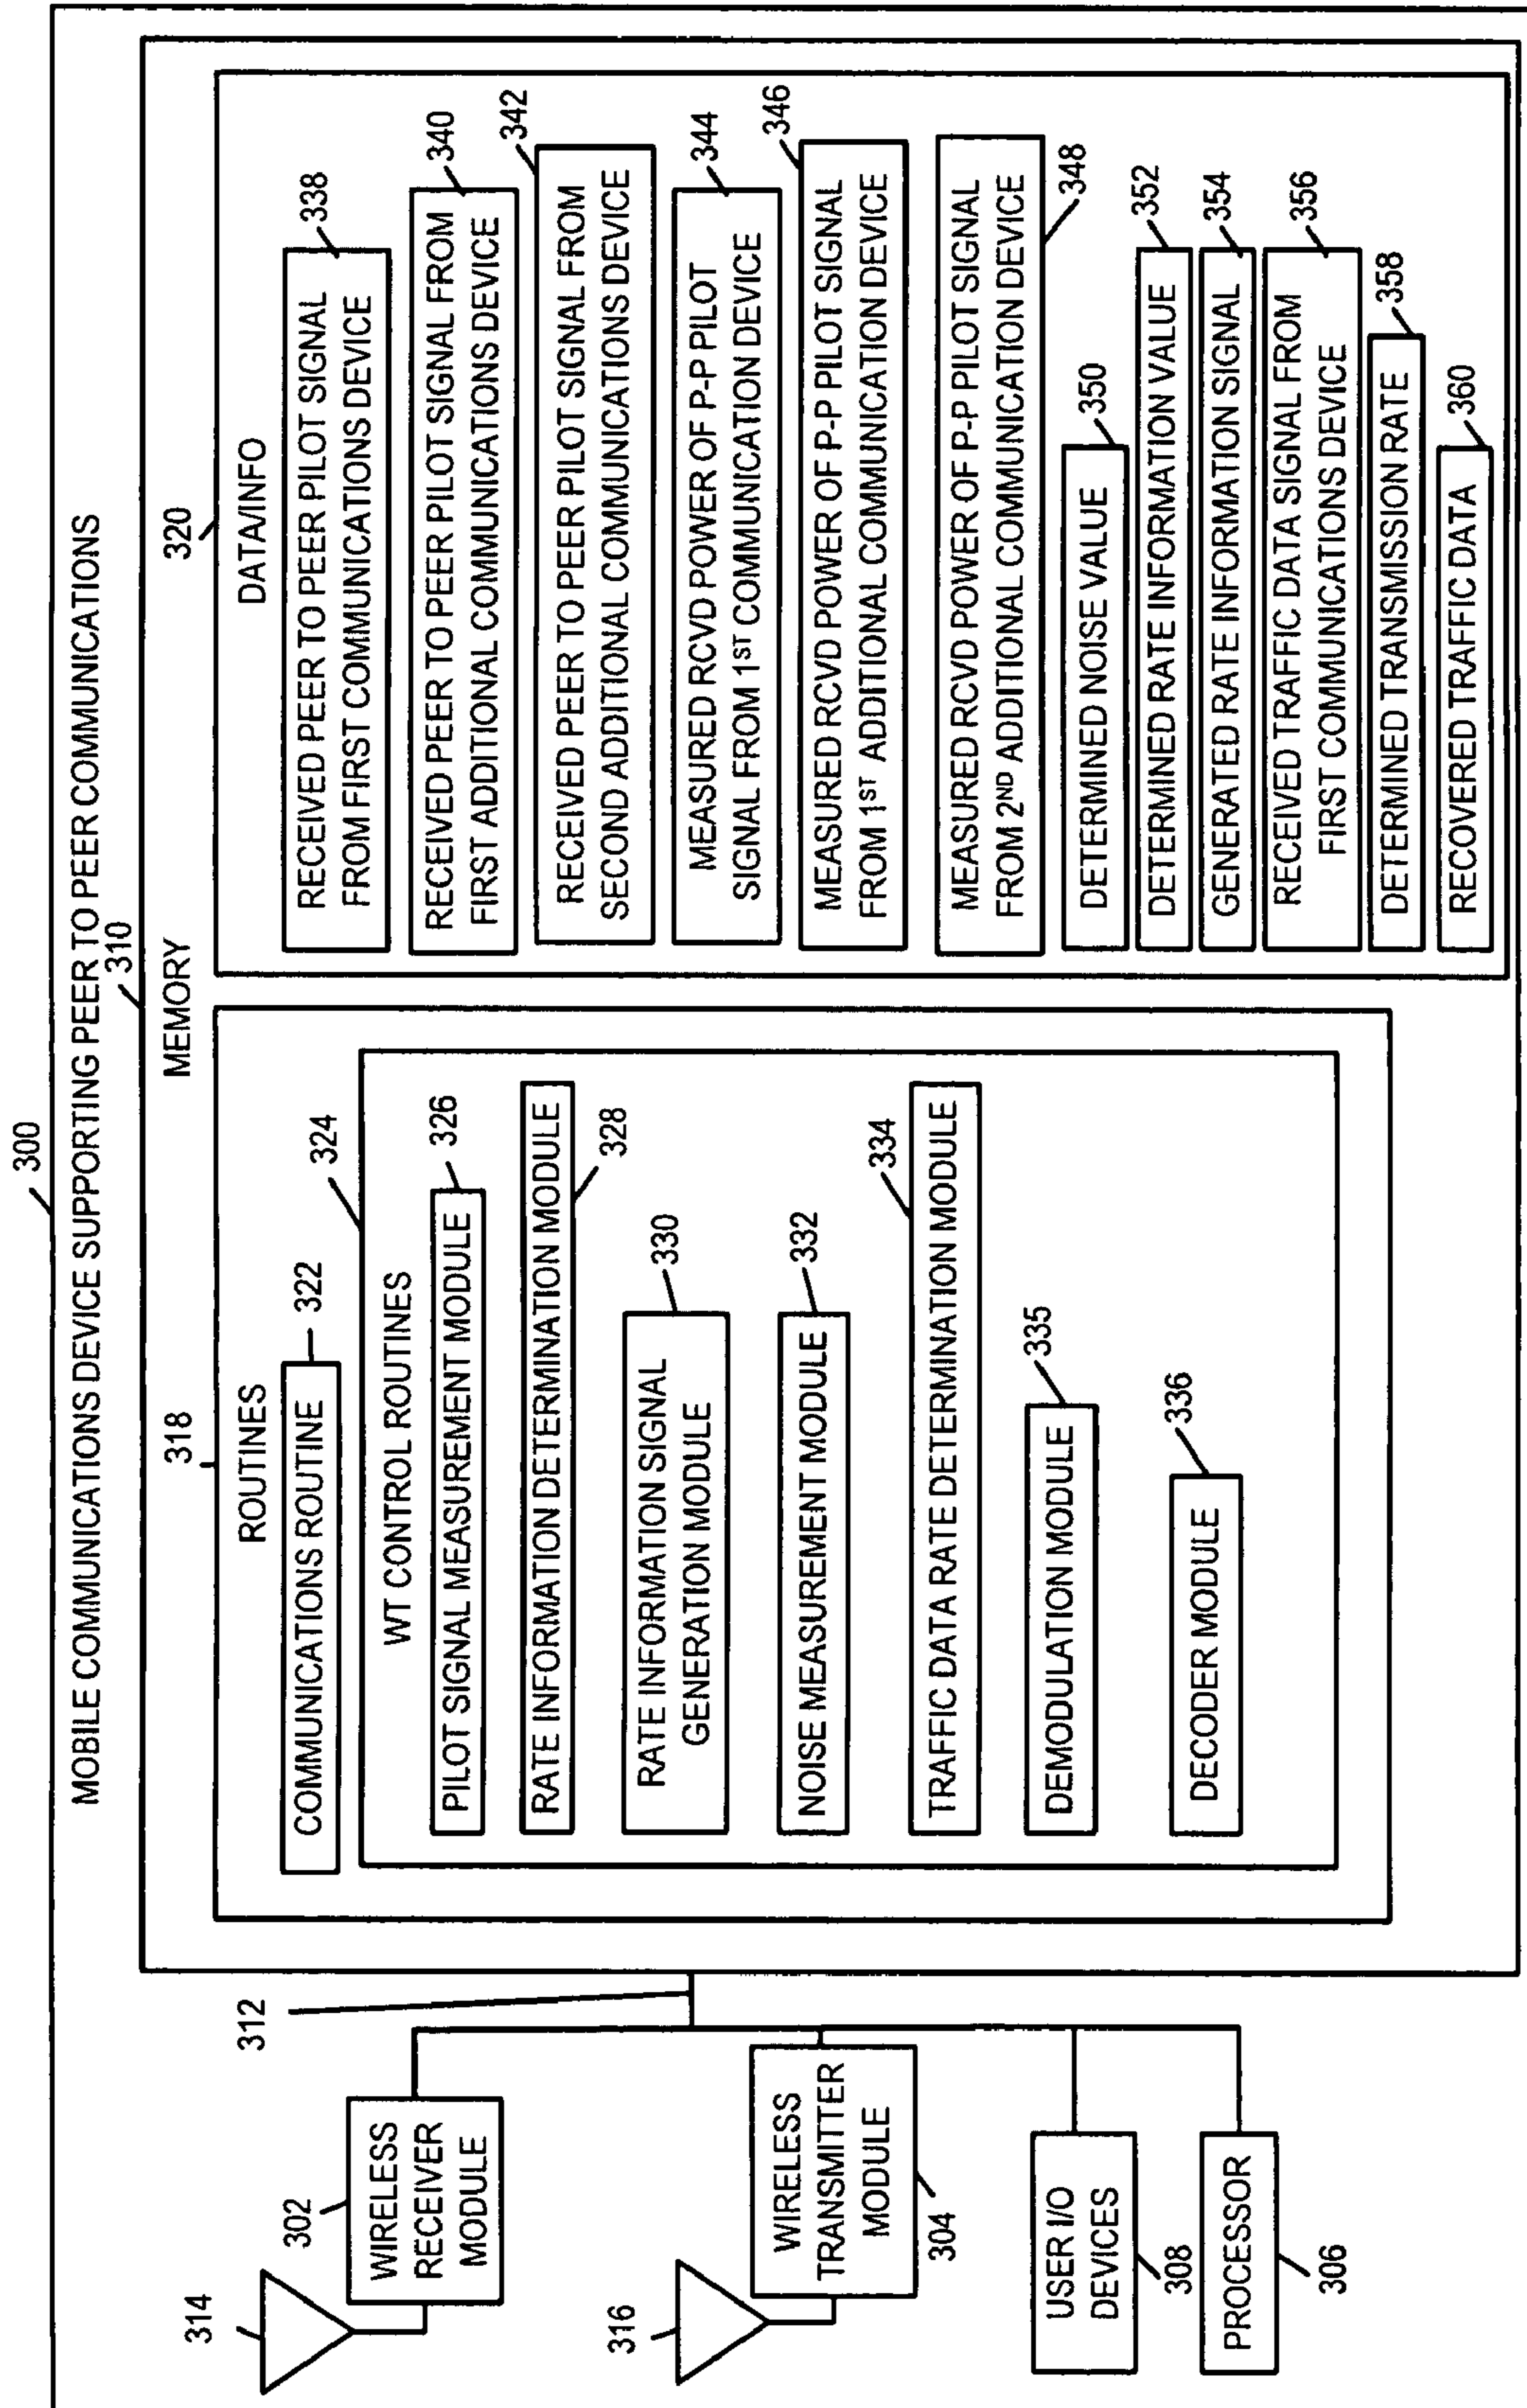 300
MOBILE COMMUNICATIONS DEVICE SUPPORTING PEER TO PEER COMMUNICATIONS
310
MEMORY
314
302
WIRELESS
RECEIVER
MODULE
312
316
WIRELESS
TRANSMITTER
MODULE
304
USER I/O
DEVICES
308
PROCESSOR
306
318
ROUTINES
COMMUNICATIONS ROUTINE
322
324
WT CONTROL ROUTINES
PILOT SIGNAL MEASUREMENT MODULE
326
RATE INFORMATION DETERMINATION MODULE
328
RATE INFORMATION SIGNAL
GENERATION MODULE
330
NOISE MEASUREMENT MODULE
332
TRAFFIC DATA RATE DETERMINATION MODULE
334
DEMODULATION MODULE
335
DECODER MODULE
336
320
DATA/INFO
RECEIVED PEER TO PEER PILOT SIGNAL
FROM FIRST COMMUNICATIONS DEVICE
338
RECEIVED PEER TO PEER PILOT SIGNAL FROM
FIRST ADDITIONAL COMMUNICATIONS DEVICE
340
RECEIVED PEER TO PEER PILOT SIGNAL FROM
SECOND ADDITIONAL COMMUNICATIONS DEVICE
342
MEASURED RCVD POWER OF P-P PILOT
SIGNAL FROM 1ST COMMUNICATION DEVICE
344
MEASURED RCVD POWER OF P-P PILOT SIGNAL
FROM 1ST ADDITIONAL COMMUNICATION DEVICE
346
MEASURED RCVD POWER OF P-P PILOT SIGNAL
FROM 2ND ADDITIONAL COMMUNICATION DEVICE
348
DETERMINED NOISE VALUE
350
DETERMINED RATE INFORMATION VALUE
352
GENERATED RATE INFORMATION SIGNAL
354
RECEIVED TRAFFIC DATA SIGNAL FROM
FIRST COMMUNICATIONS DEVICE
356
DETERMINED TRANSMISSION RATE
358
RECOVERED TRAFFIC DATA
360